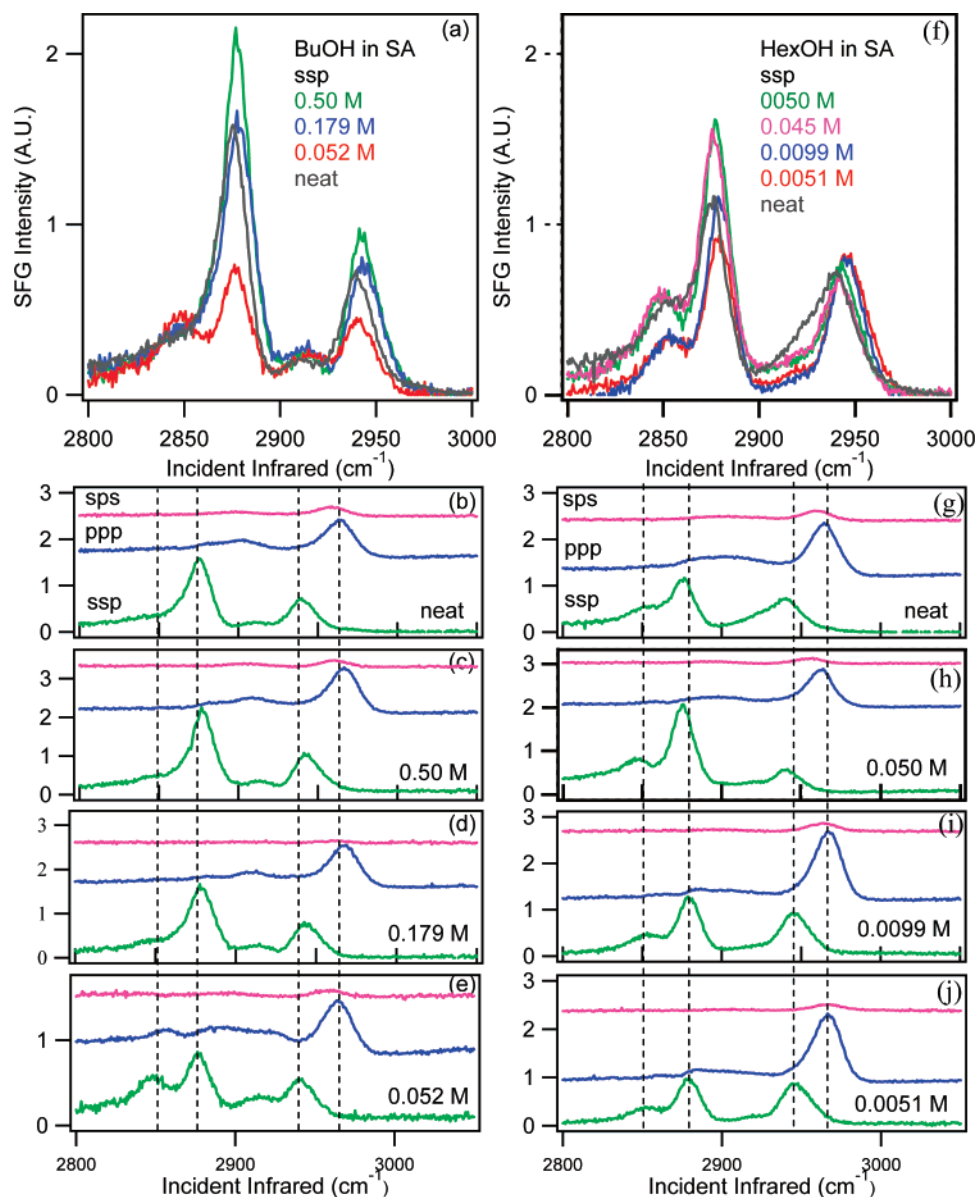 (a)
BuOH in SA
ssp
0.50 M
0.179 M
0.052 M
neat
2
1
0
SFG Intensity (A.U.)
2800 2850 2900 2950 3000
Incident Infrared (cm-1)
(f)
HexOH in SA
ssp
0050 M
0.045 M
0.0099 M
0.0051 M
neat
2
1
0
SFG Intensity (A.U.)
2800 2850 2900 2950 3000
Incident Infrared (cm-1)
(b)
sps
ppp
ssp
neat
3
2
1
0
(c)
0.50 M
3
2
1
0
(d)
0.179 M
3
2
1
0
(e)
0.052 M
1
0
2800 2900 3000
Incident Infrared (cm-1)
(g)
sps
ppp
ssp
neat
3
2
1
0
(h)
0.050 M
3
2
1
0
(i)
0.0099 M
3
2
1
0
(j)
0.0051 M
3
2
1
0
2800 2900 3000
Incident Infrared (cm-1)